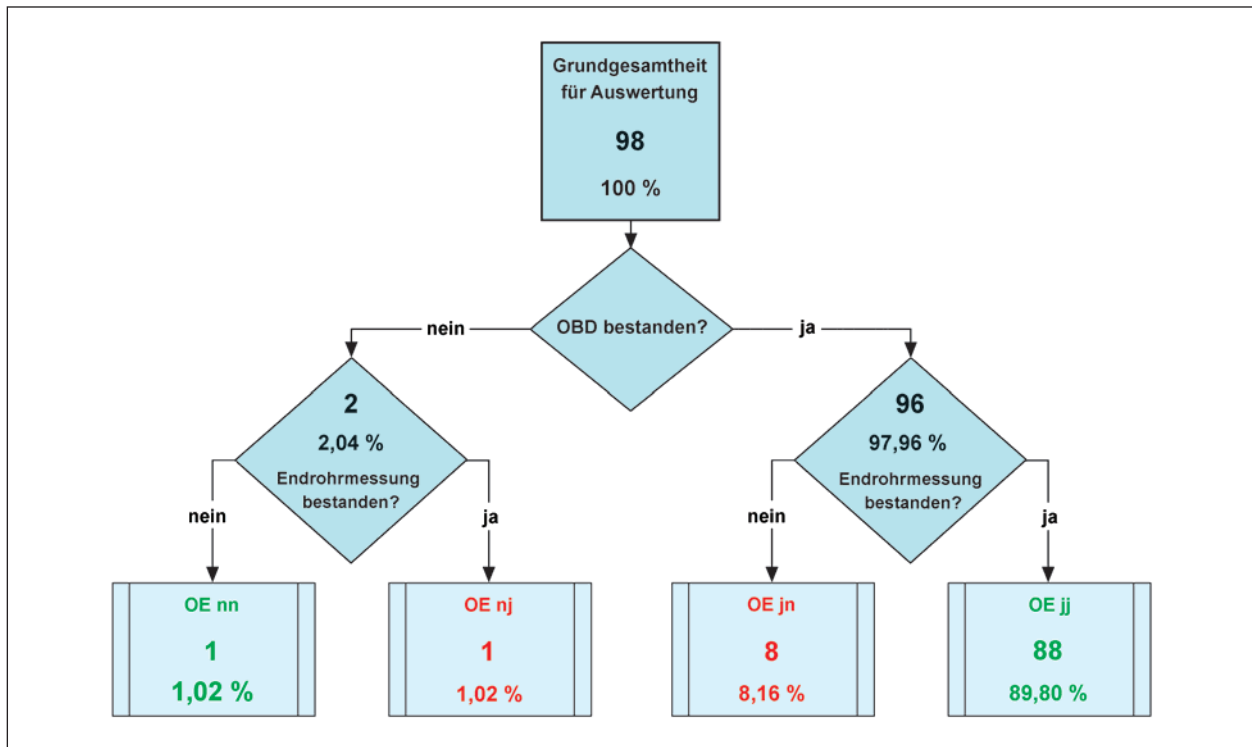 Grundgesamtheit
für Auswertung
98
100 %
OBD bestanden?
nein
ja
2
2,04 %
Endrohrmessung
bestanden?
nein
ja
96
97,96 %
Endrohrmessung
bestanden?
nein
ja
OE nn
1
1,02 %
OE nj
1
1,02 %
OE jn
8
8,16 %
OE jj
88
89,80 %